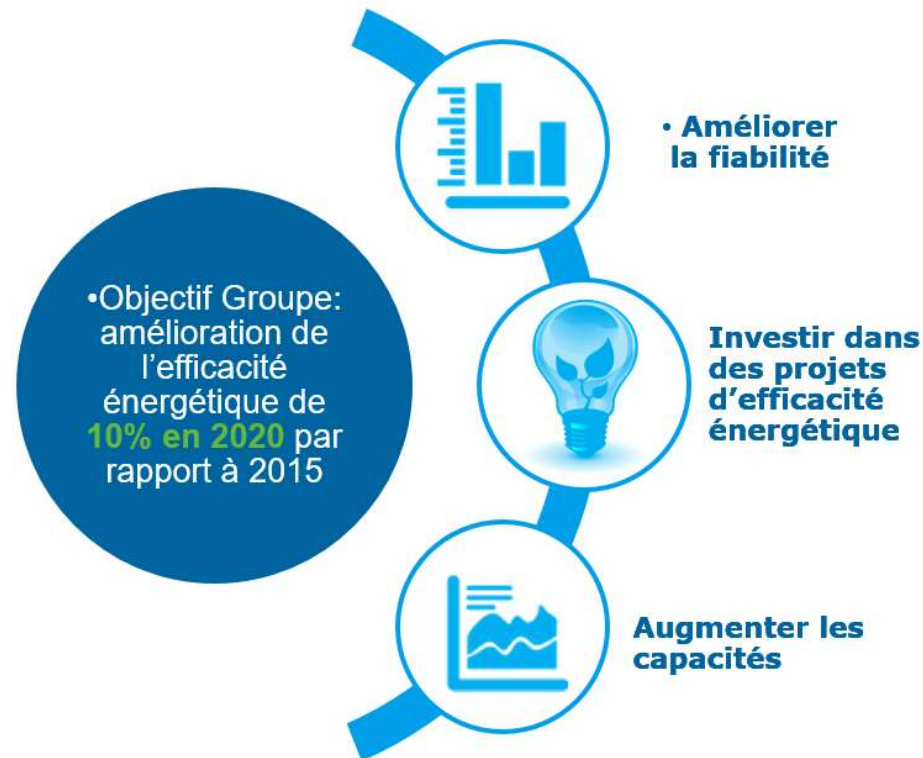 •Objectif Groupe:
amélioration de
l’efficacité
énergétique de
10% en 2020 par
rapport à 2015
• Améliorer
la fiabilité
Investir dans
des projets
d’efficacité
énergétique
Augmenter les
capacités